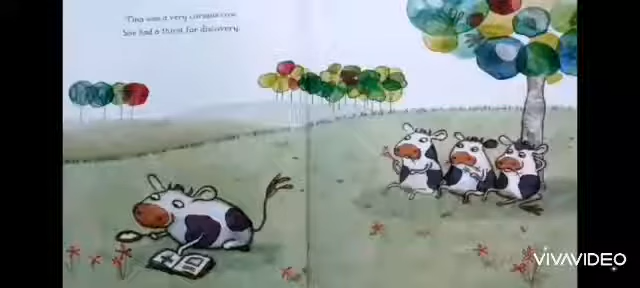 Tina was a very curious cow.
She had a thirst for discovery.
VIVAVIDEO